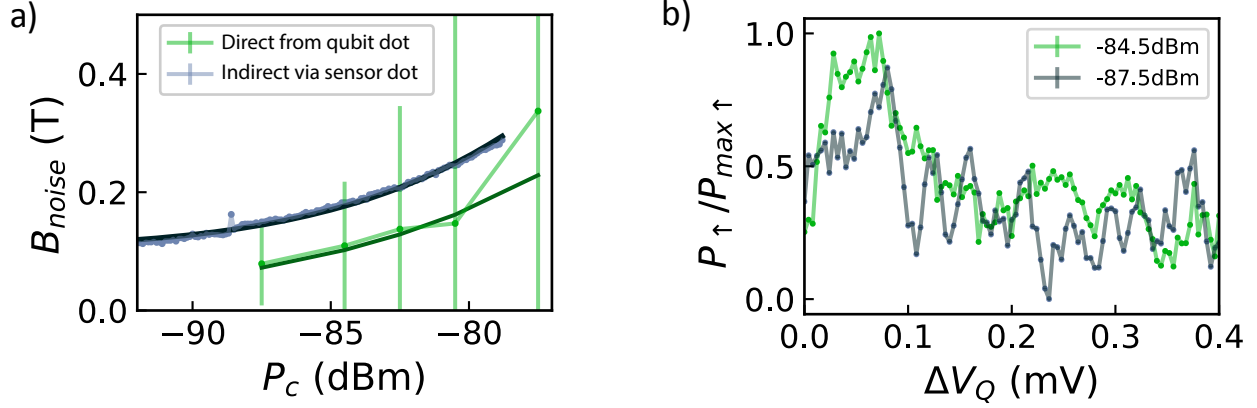 a)
Direct from qubit dot
Indirect via sensor dot
B_noise (T)
0.4
0.2
0.0
−90
−85
−80
P_c (dBm)
b)
-84.5dBm
-87.5dBm
P_↑/P_max↑
1.0
0.5
0.0
0.0
0.1
0.2
0.3
0.4
ΔV_Q (mV)